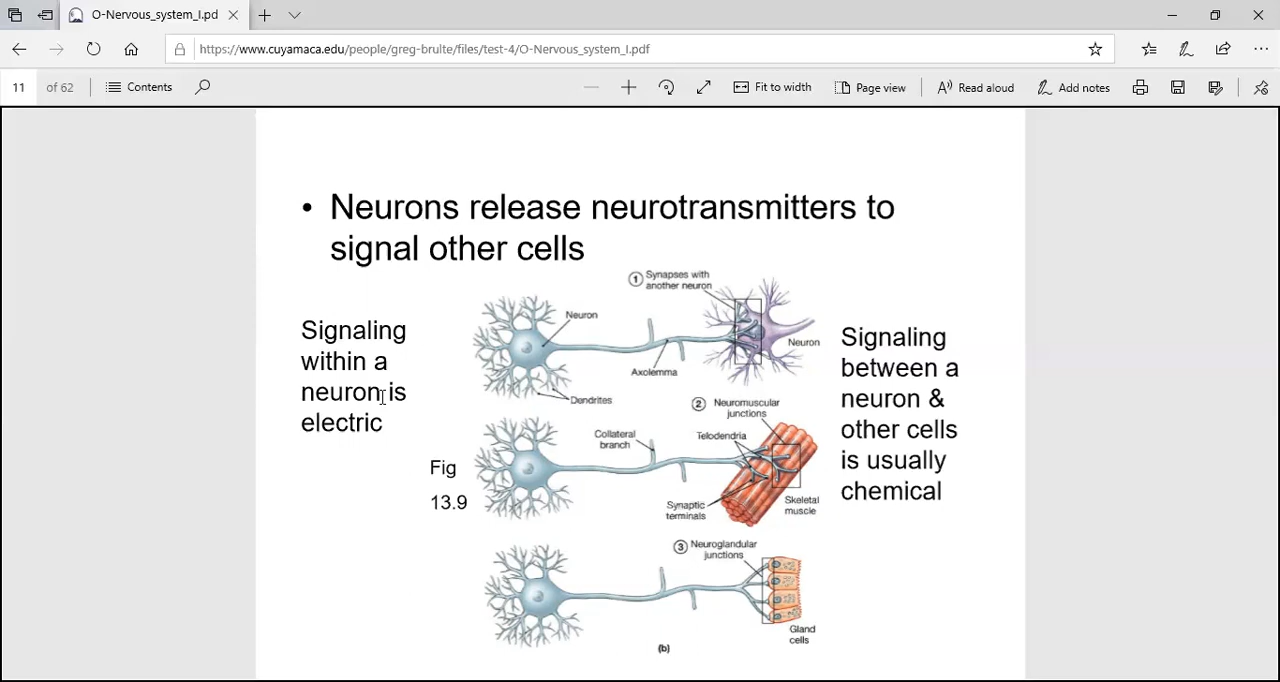 O-Nervous_system_I.pd
https://www.cuyamaca.edu/people/greg-brulte/files/test-4/O-Nervous_system_I.pdf
11 of 62 Contents Fit to width Page view Read aloud Add notes
• Neurons release neurotransmitters to
signal other cells
Signaling
within a
neuron is
electric
Fig
13.9
1 Synapses with
another neuron
Neuron
Neuron
Axolemma
Dendrites
2 Neuromuscular
junctions
Collateral
branch
Telodendria
Synaptic
terminals
Skeletal
muscle
3 Neuroglandular
junctions
Gland
cells
(b)
Signaling
between a
neuron &
other cells
is usually
chemical